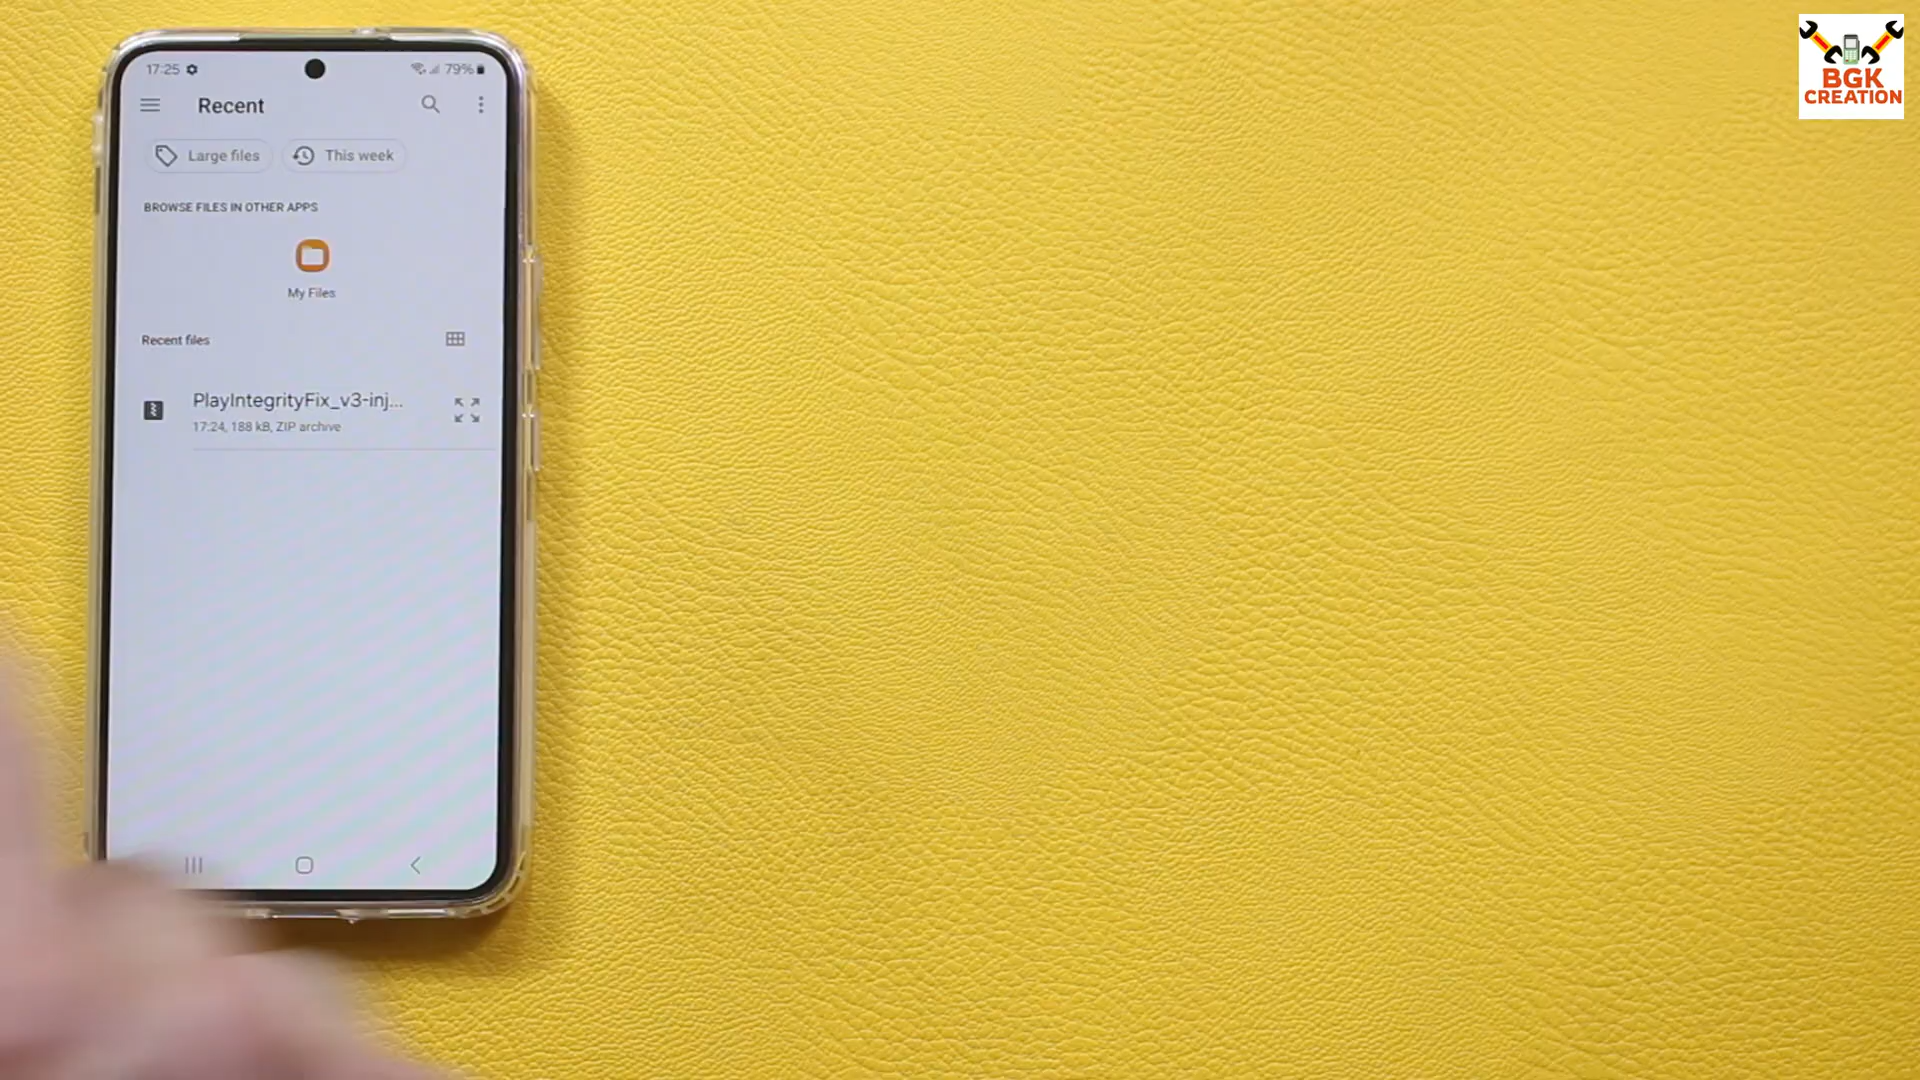 17:25
79%
Recent
Large files
This week
BROWSE FILES IN OTHER APPS
My Files
Recent files
PlayIntegrityFix_v3-inj...
17:24, 188 kB, ZIP archive
BGK
CREATION